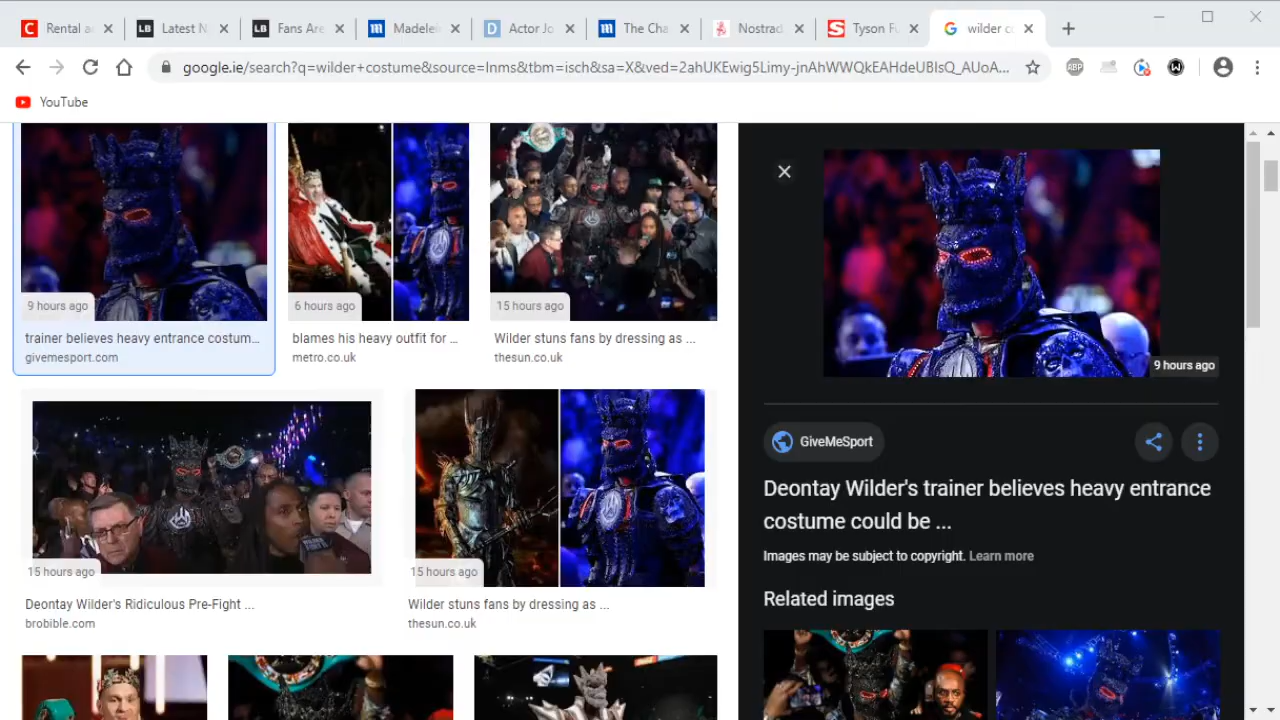 Rental a
Latest N
Fans Are
Madelei
Actor Jo
The Cha
Nostrad
Tyson Fu
wilder co
google.ie/search?q=wilder+costume&source=lnms&tbm=isch&sa=X&ved=2ahUKEwig5Limy-jnAhWWQkEAHdeUBIsQ_AUoA...
ABP
YouTube
9 hours ago
6 hours ago
15 hours ago
9 hours ago
trainer believes heavy entrance costum...
givemesport.com
blames his heavy outfit for ...
metro.co.uk
Wilder stuns fans by dressing as ...
thesun.co.uk
GiveMeSport
Deontay Wilder's trainer believes heavy entrance
costume could be ...
Images may be subject to copyright. Learn more
15 hours ago
15 hours ago
Deontay Wilder's Ridiculous Pre-Fight ...
brobible.com
Wilder stuns fans by dressing as ...
thesun.co.uk
Related images